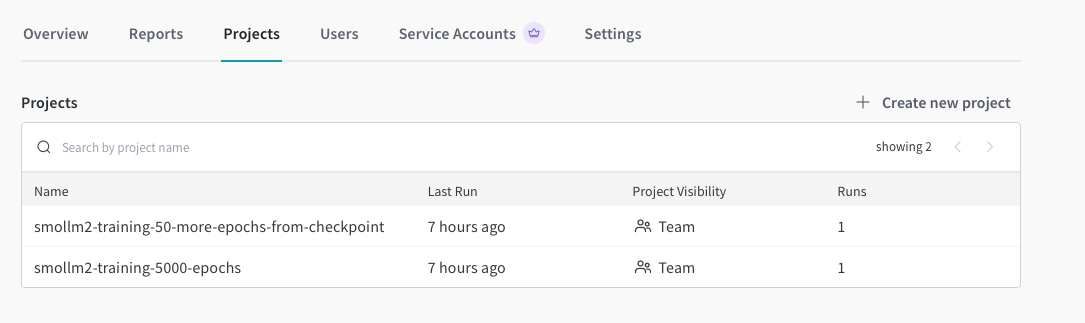 Overview Reports Projects Users Service Accounts Settings
Projects Create new project
Search by project name showing 2
Name Last Run Project Visibility Runs
smollm2-training-50-more-epochs-from-checkpoint 7 hours ago Team 1
smollm2-training-5000-epochs 7 hours ago Team 1